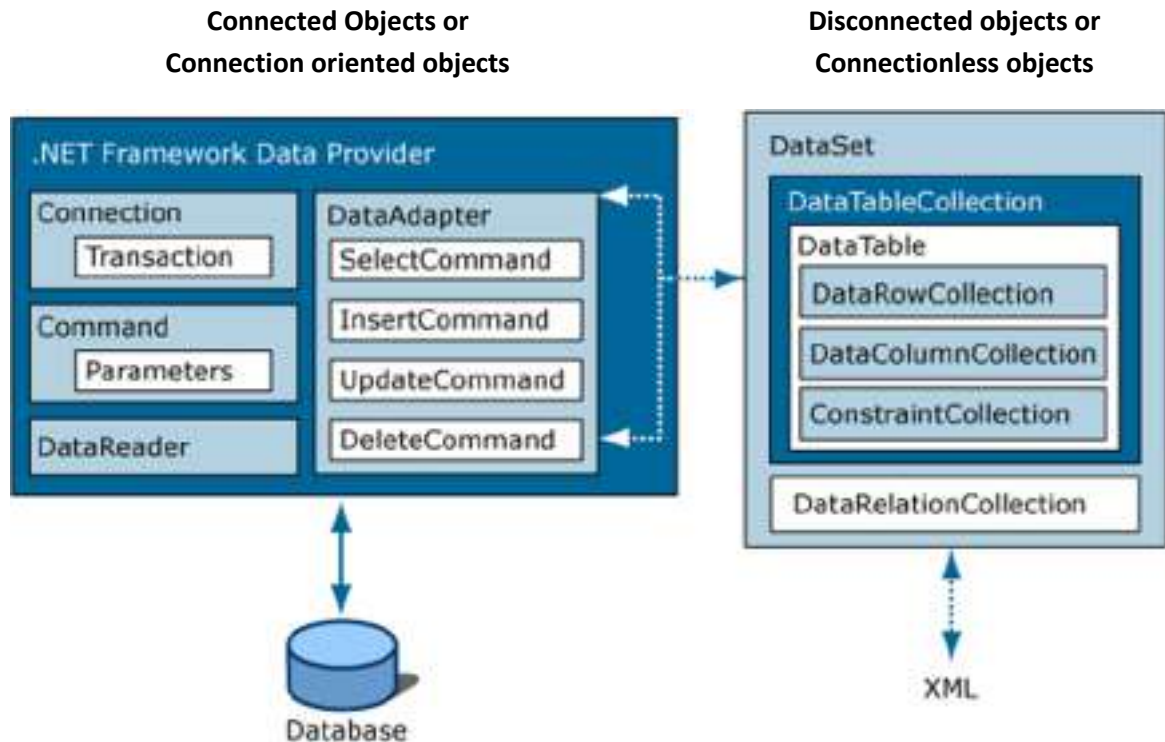 Connected Objects or
Connection oriented objects
Disconnected objects or
Connectionless objects
.NET Framework Data Provider
Connection
Transaction
Command
Parameters
DataReader
DataAdapter
SelectCommand
InsertCommand
UpdateCommand
DeleteCommand
Database
DataSet
DataTableCollection
DataTable
DataRowCollection
DataColumnCollection
ConstraintCollection
DataRelationCollection
XML